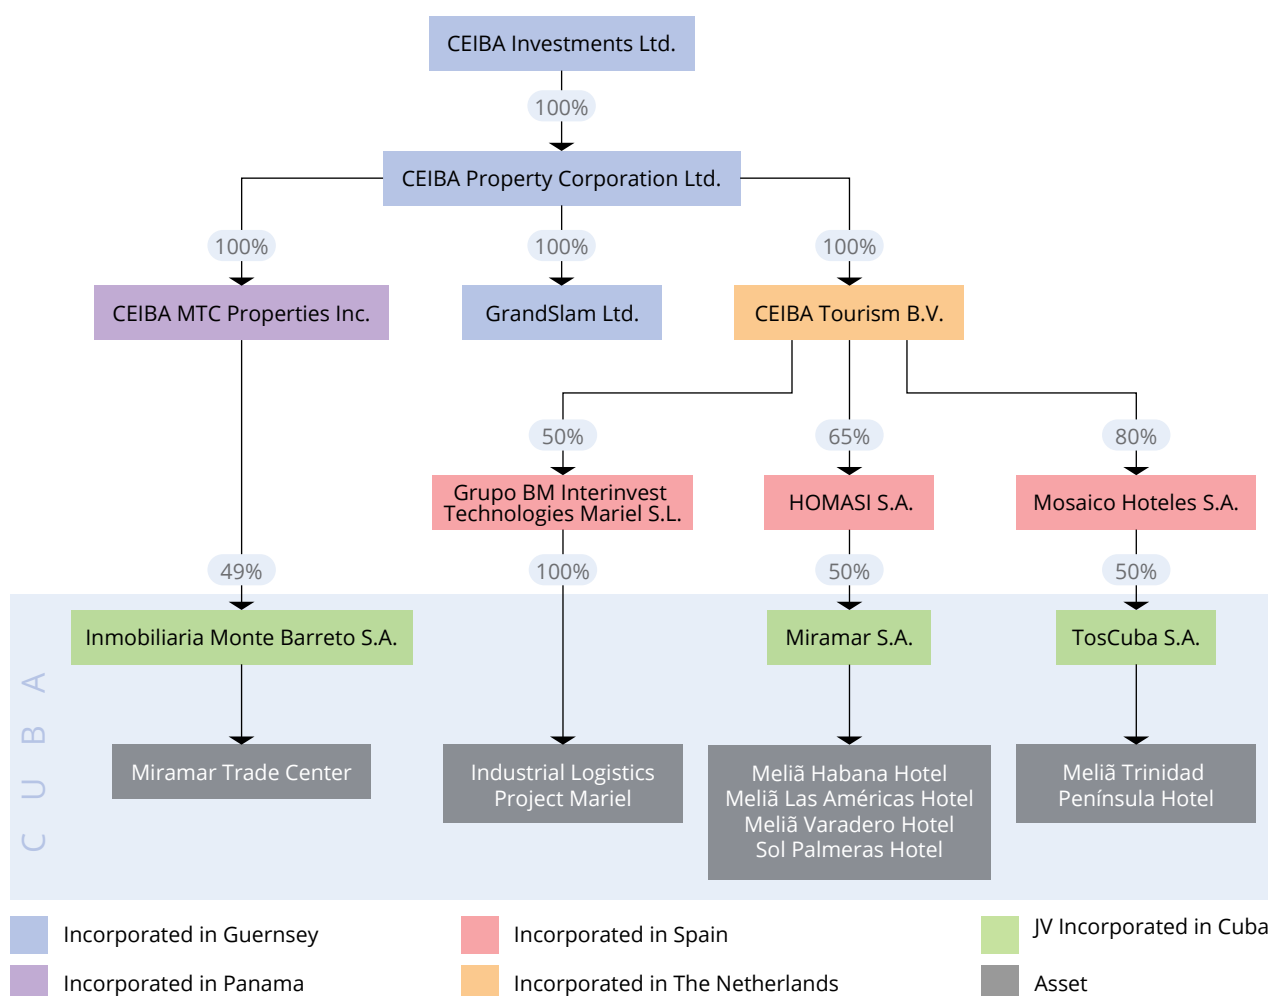 CEIBA Investments Ltd.
100%
CEIBA Property Corporation Ltd.
100%
100%
100%
CEIBA MTC Properties Inc.
GrandSlam Ltd.
CEIBA Tourism B.V.
50%
65%
80%
Grupo BM Interinvest
Technologies Mariel S.L.
HOMASI S.A.
Mosaico Hoteles S.A.
49%
100%
50%
50%
Inmobiliaria Monte Barreto S.A.
Miramar S.A.
TosCuba S.A.
CUBA
Miramar Trade Center
Industrial Logistics
Project Mariel
Meliã Habana Hotel
Meliã Las Américas Hotel
Meliã Varadero Hotel
Sol Palmeras Hotel
Meliã Trinidad
Península Hotel
Incorporated in Guernsey
Incorporated in Spain
JV Incorporated in Cuba
Incorporated in Panama
Incorporated in The Netherlands
Asset